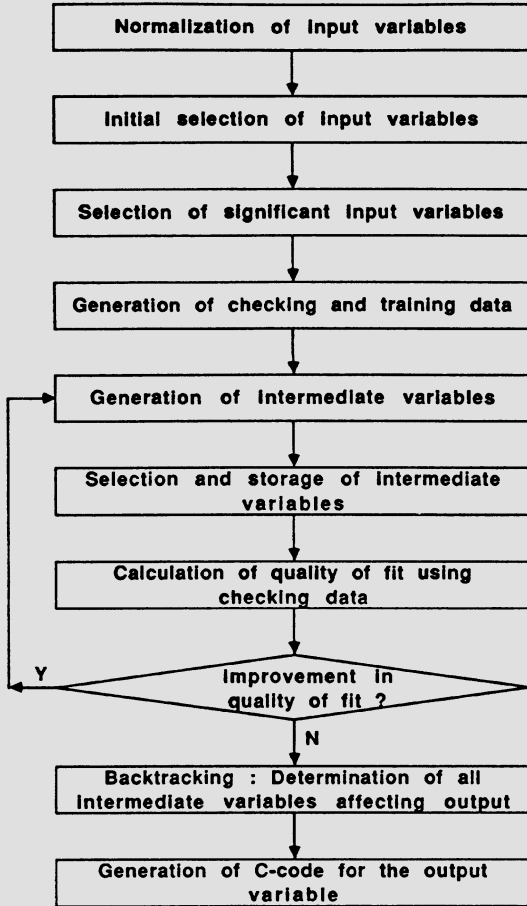 Normalization of input variables
Initial selection of input variables
Selection of significant input variables
Generation of checking and training data
Generation of intermediate variables
Selection and storage of intermediate
variables
Calculation of quality of fit using
checking data
Improvement in
quality of fit ?
Y
N
Backtracking : Determination of all
intermediate variables affecting output
Generation of C-code for the output
variable